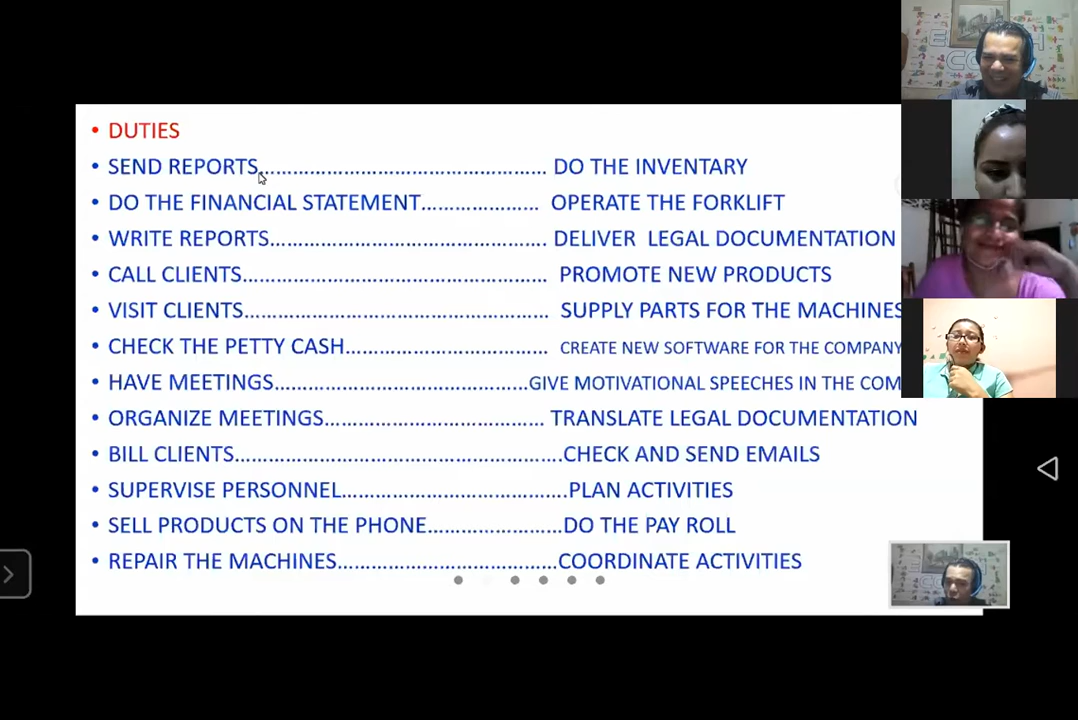 • DUTIES
• SEND REPORTS……………………………………………. DO THE INVENTORY
• DO THE FINANCIAL STATEMENT………………… OPERATE THE FORKLIFT
• WRITE REPORTS…………………………………………. DELIVER LEGAL DOCUMENTATION
• CALL CLIENTS……………………………………………… PROMOTE NEW PRODUCTS
• VISIT CLIENTS……………………………………………… SUPPLY PARTS FOR THE MACHINES
• CHECK THE PETTY CASH……………………………… CREATE NEW SOFTWARE FOR THE COMPANY
• HAVE MEETINGS………………………………………GIVE MOTIVATIONAL SPEECHES IN THE COM
• ORGANIZE MEETINGS………………………………… TRANSLATE LEGAL DOCUMENTATION
• BILL CLIENTS………………………………………………….CHECK AND SEND EMAILS
• SUPERVISE PERSONNEL………………………………….PLAN ACTIVITIES
• SELL PRODUCTS ON THE PHONE…………………..DO THE PAY ROLL
• REPAIR THE MACHINES…………………………………COORDINATE ACTIVITIES